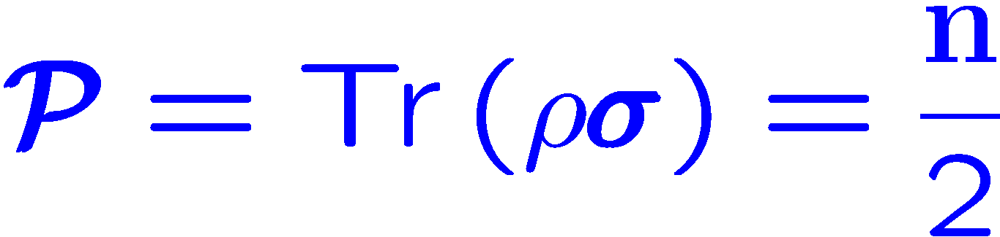 𝓟 = Tr (ρ𝛔) = 𝐧/2